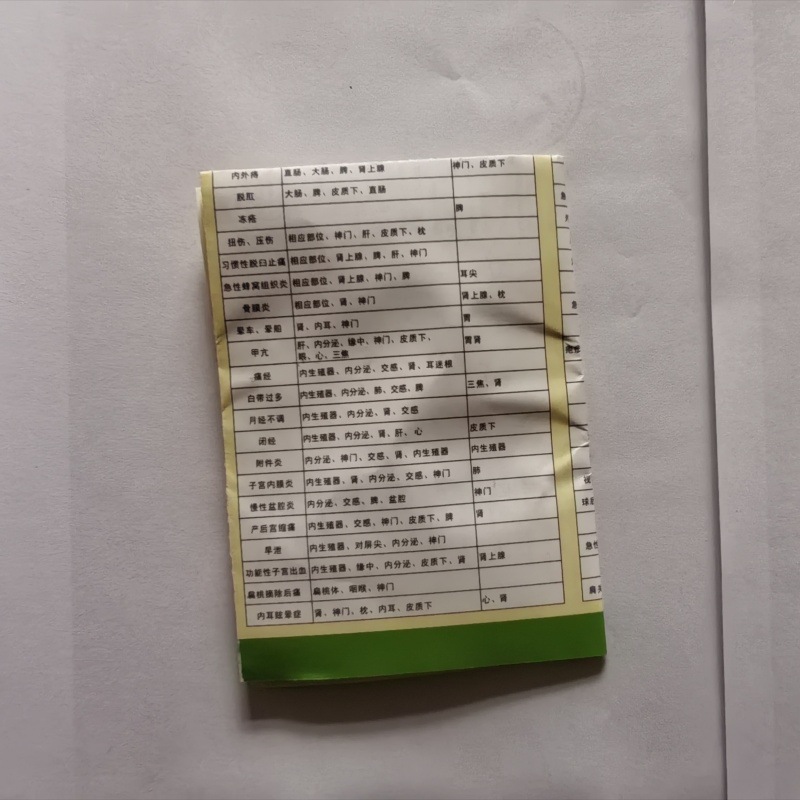 内外痔 直肠、大肠、脾、肾上腺 神门、皮质下
脱肛 大肠、脾、皮质下、直肠
冻疮 脾
扭伤、压伤 相应部位、神门、肝、皮质下、枕
习惯性脱臼止痛 相应部位、肾上腺、脾、肝、神门
急性蜂窝组织炎 相应部位、肾上腺、神门、脾 耳尖
骨膜炎 相应部位、肾、神门 肾上腺、枕
晕车、晕船 肾、内耳、神门 胃
甲亢 肝、内分泌、缘中、神门、皮质下、 胃肾
眼、心、三焦
痛经 内生殖器、内分泌、交感、肾、耳迷根
白带过多 内生殖器、内分泌、肺、交感、脾 三焦、肾
月经不调 内生殖器、内分泌、肾、交感
闭经 内生殖器、内分泌、肾、肝、心 皮质下
附件炎 内分泌、神门、交感、肾、内生殖器 内生殖器
子宫内膜炎 内生殖器、肾、内分泌、交感、神门 肺
慢性盆腔炎 内分泌、交感、脾、盆腔 神门
产后宫缩痛 内生殖器、交感、神门、皮质下、脾 肾
早泄 内生殖器、对屏尖、内分泌、神门
功能性子宫出血 内生殖器、缘中、内分泌、皮质下、肾 肾上腺
扁桃摘除后痛 扁桃体、咽喉、神门
内耳眩晕症 肾、神门、枕、内耳、皮质下 心、肾